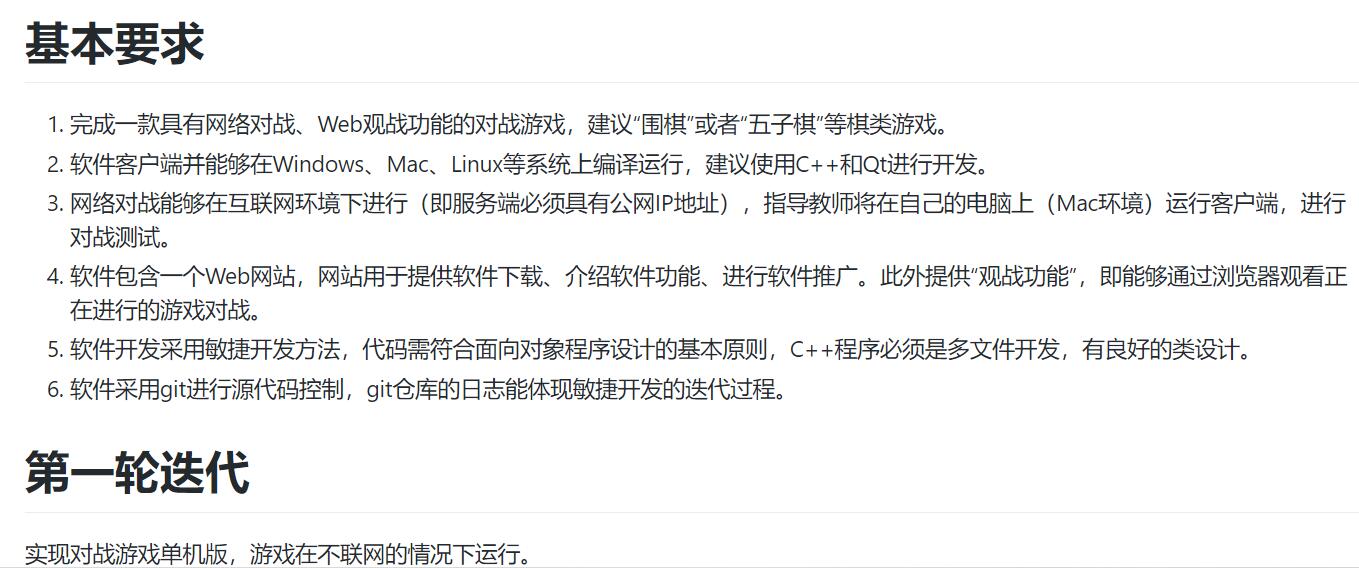 基本要求
1. 完成一款具有网络对战、Web观战功能的对战游戏，建议“围棋”或者“五子棋”等棋类游戏。
2. 软件客户端并能够在Windows、Mac、Linux等系统上编译运行，建议使用C++和Qt进行开发。
3. 网络对战能够在互联网环境下进行（即服务端必须具有公网IP地址），指导教师将在自己的电脑上（Mac环境）运行客户端，进行
对战测试。
4. 软件包含一个Web网站，网站用于提供软件下载、介绍软件功能、进行软件推广。此外提供“观战功能”，即能够通过浏览器观看正
在进行的游戏对战。
5. 软件开发采用敏捷开发方法，代码需符合面向对象程序设计的基本原则，C++程序必须是多文件开发，有良好的类设计。
6. 软件采用git进行源代码控制，git仓库的日志能体现敏捷开发的迭代过程。
第一轮迭代
实现对战游戏单机版，游戏在不联网的情况下运行。